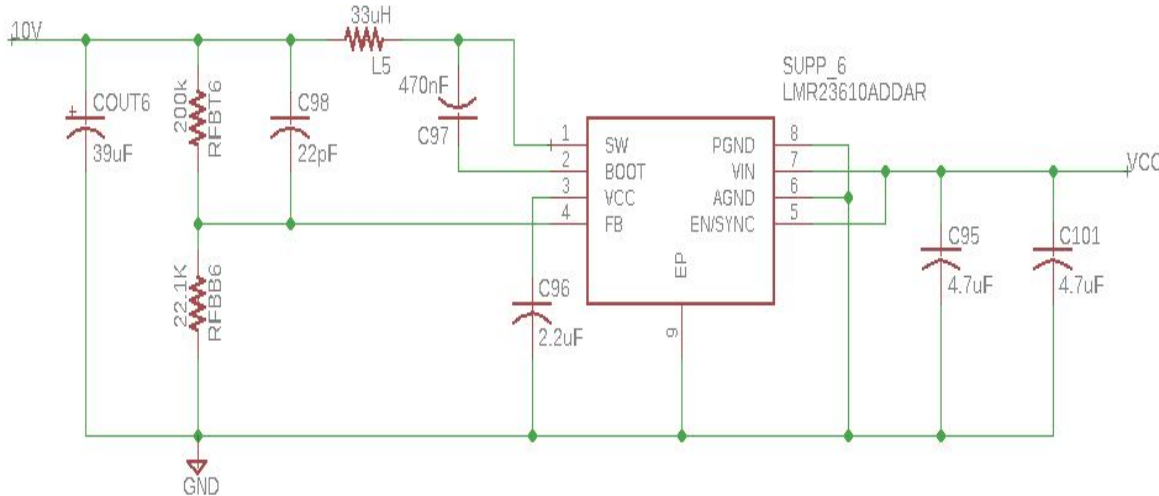 10V
33uH
L5
COUT6
39uF
200k
RFBT6
C98
22pF
470nF
C97
SUPP_6
LMR23610ADDAR
1
SW
2
BOOT
3
VCC
4
FB
PGND
8
VIN
7
AGND
6
EN/SYNC
5
EP
9
VCC
C95
4.7uF
C101
4.7uF
22.1K
RFBB6
C96
2.2uF
GND